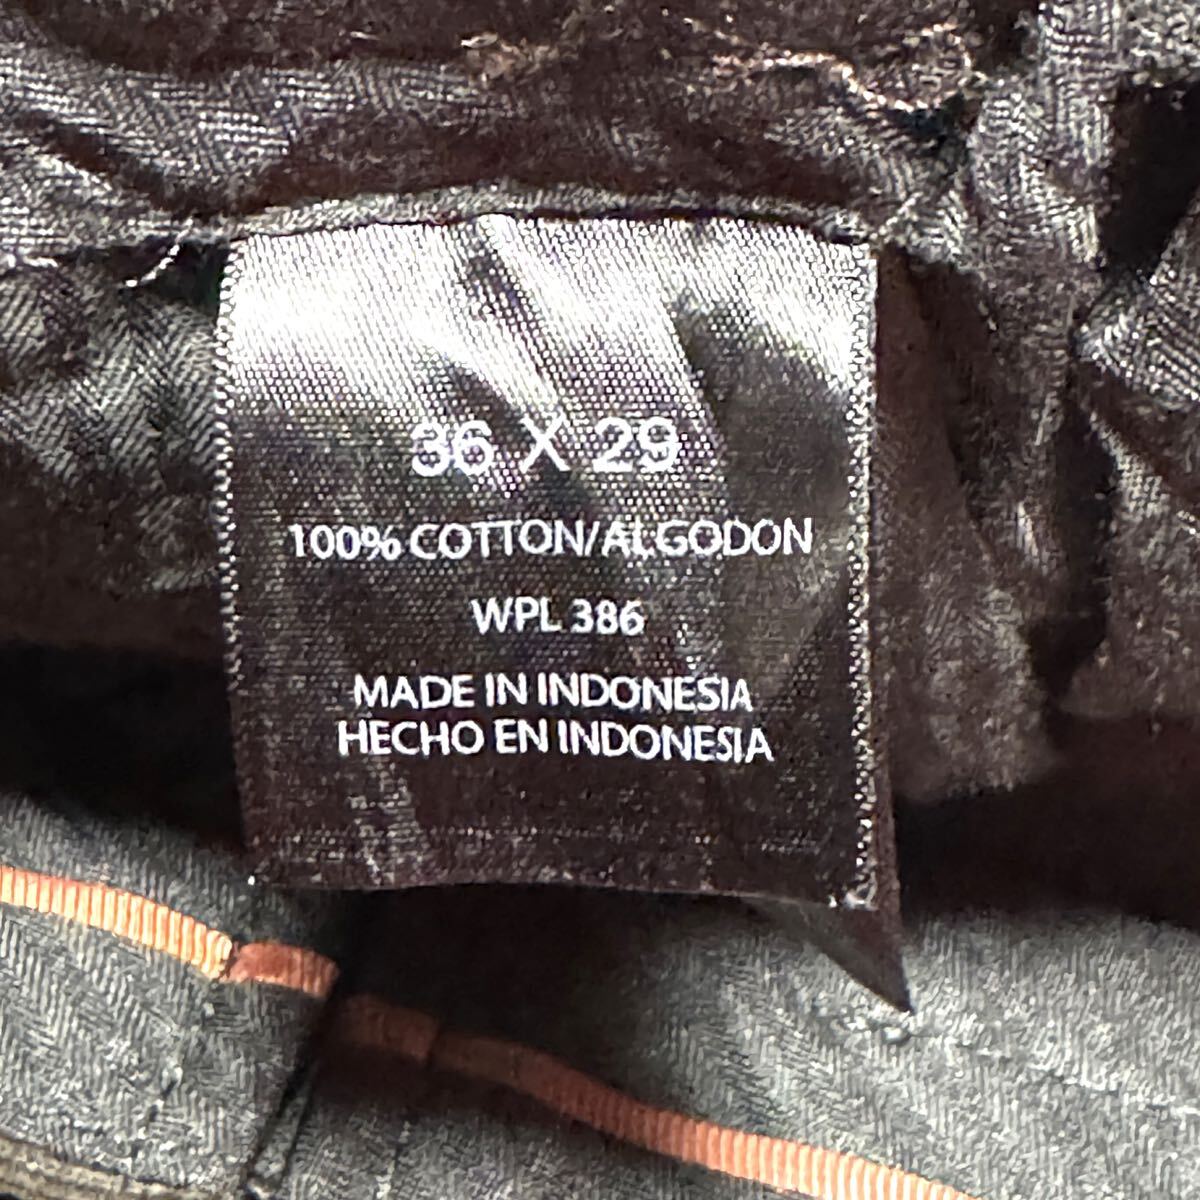 36 X 29
100% COTTON/ALGODON
WPL 386
MADE IN INDONESIA
HECHO EN INDONESIA